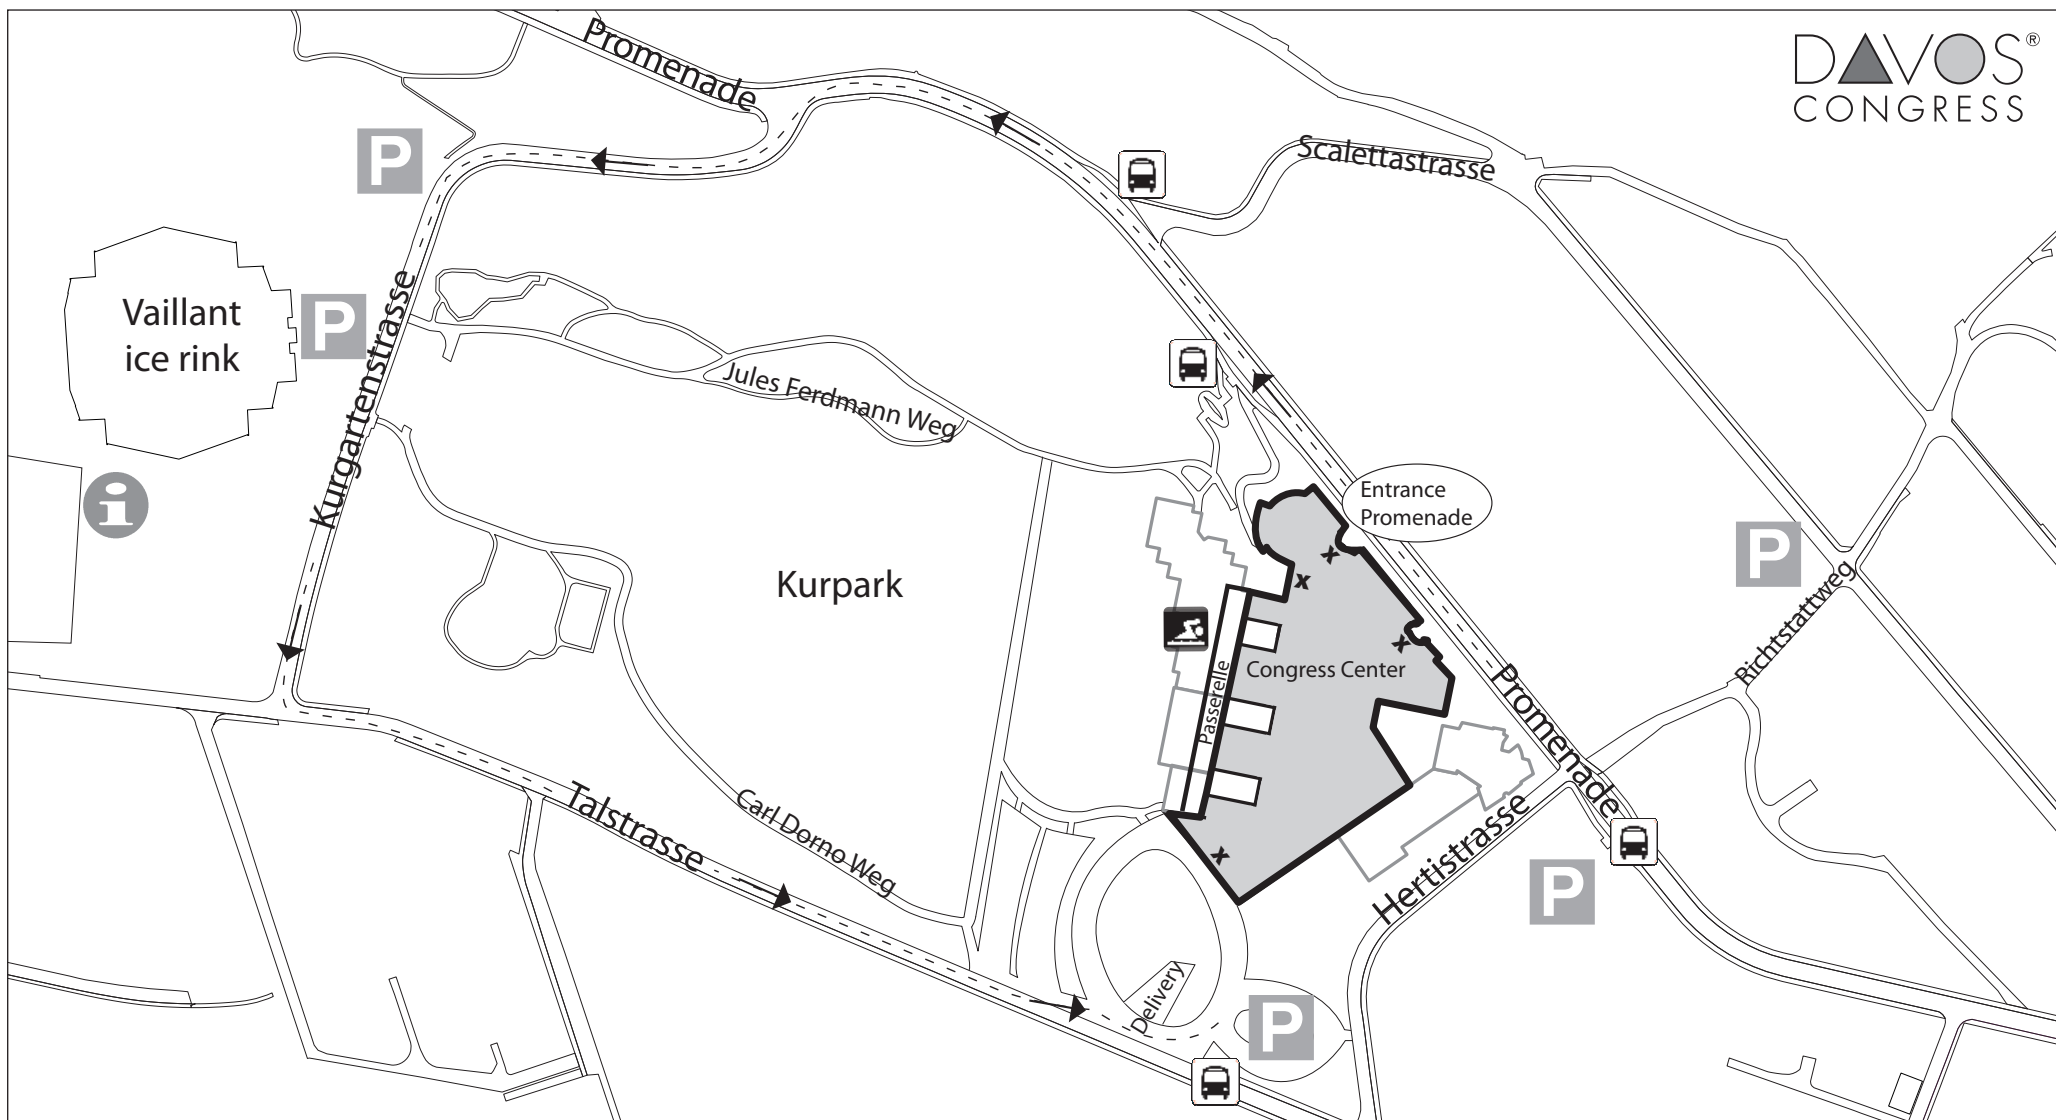 DAVOS®
CONGRESS
Promenade
Scalettastrasse
P
Vaillant
ice rink
P
Kurgartenstrasse
Jules Ferdmann Weg
i
Entrance
Promenade
P
Richtstattweg
Kurpark
x
x
x
Congress Center
Passerelle
Promenade
Talstrasse
Carl Dorno Weg
x
Hertistrasse
P
Delivery
P